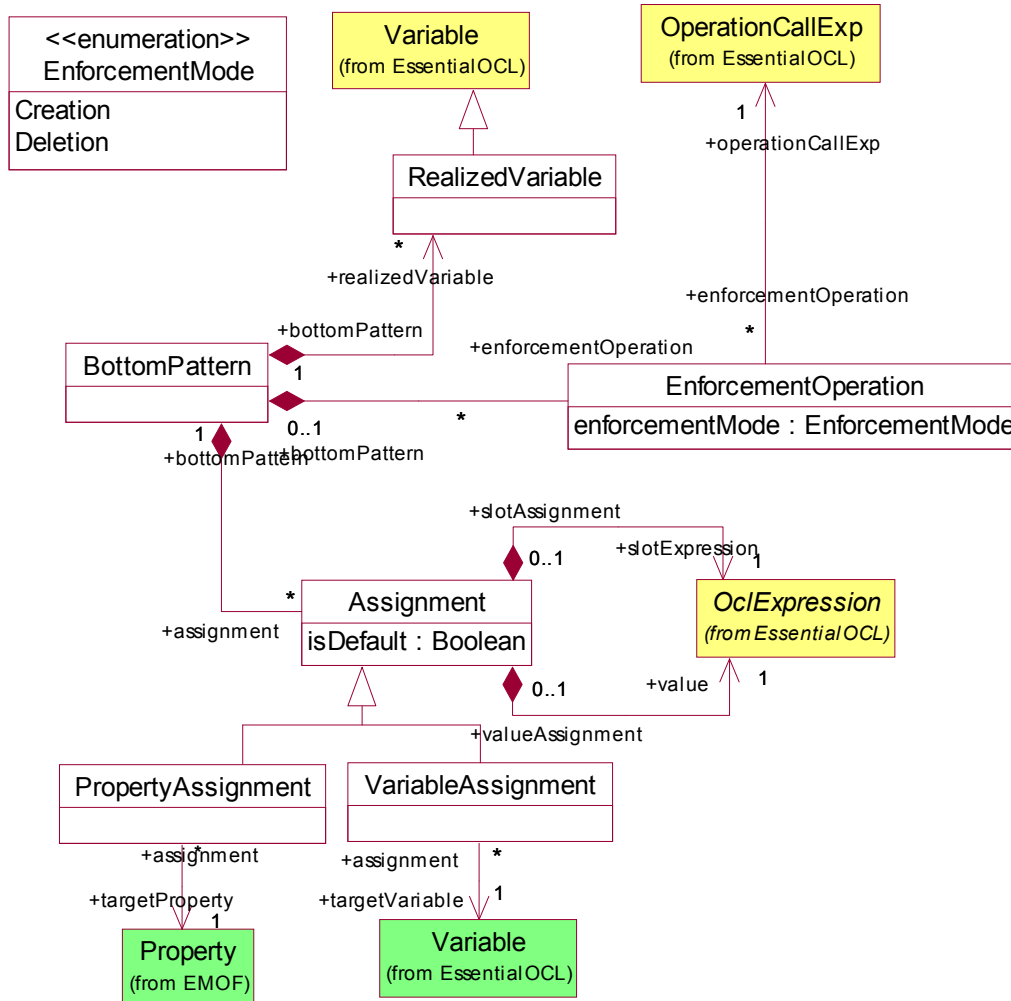 <<enumeration>>
EnforcementMode
Creation
Deletion
Variable
(from EssentialOCL)
OperationCallExp
(from EssentialOCL)
1
+operationCallExp
RealizedVariable
*
+realizedVariable
+enforcementOperation
*
+bottomPattern
1
+enforcementOperation
BottomPattern
EnforcementOperation
enforcementMode : EnforcementMode
*
0..1
+bottomPattern
1
+bottomPattern
+slotAssignment
0..1
+slotExpression
1
*
+assignment
Assignment
isDefault : Boolean
OclExpression
(from EssentialOCL)
0..1
+valueAssignment
+value
1
PropertyAssignment
VariableAssignment
*
+assignment
*
+assignment
+targetProperty
1
+targetVariable
1
Property
(from EMOF)
Variable
(from EssentialOCL)